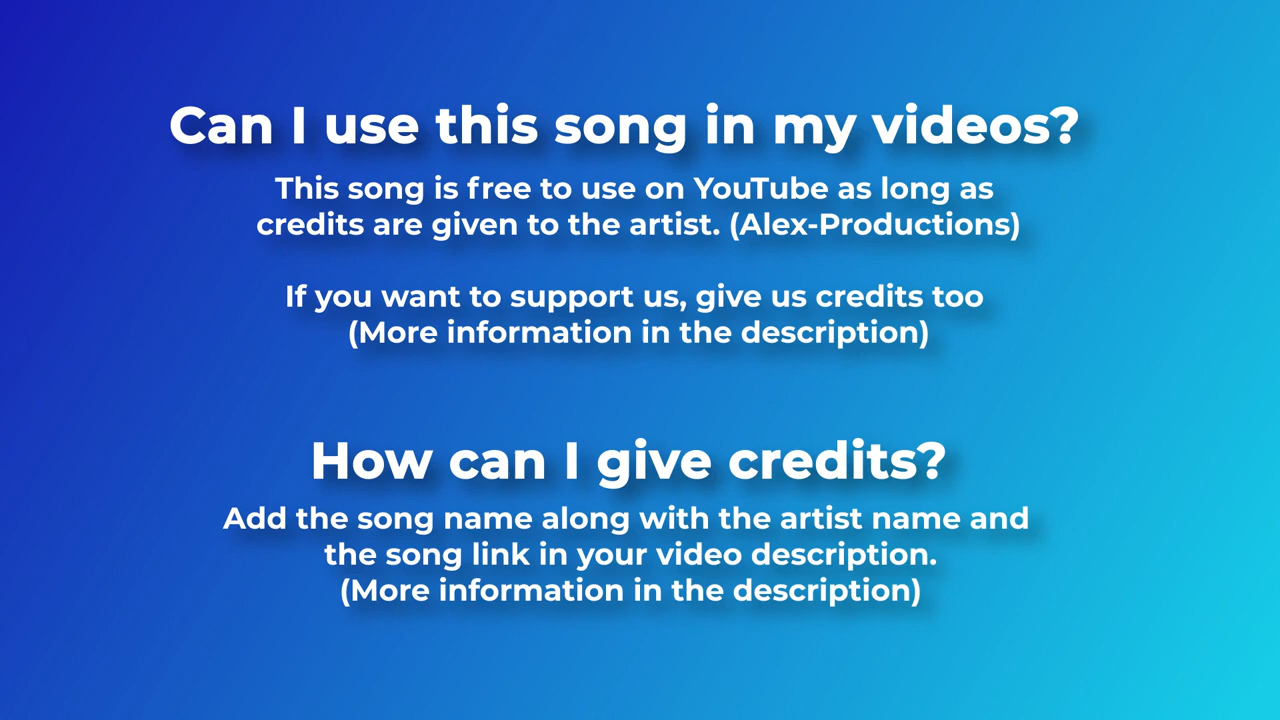 Can I use this song in my videos?
This song is free to use on YouTube as long as
credits are given to the artist. (Alex-Productions)
If you want to support us, give us credits too
(More information in the description)
How can I give credits?
Add the song name along with the artist name and
the song link in your video description.
(More information in the description)